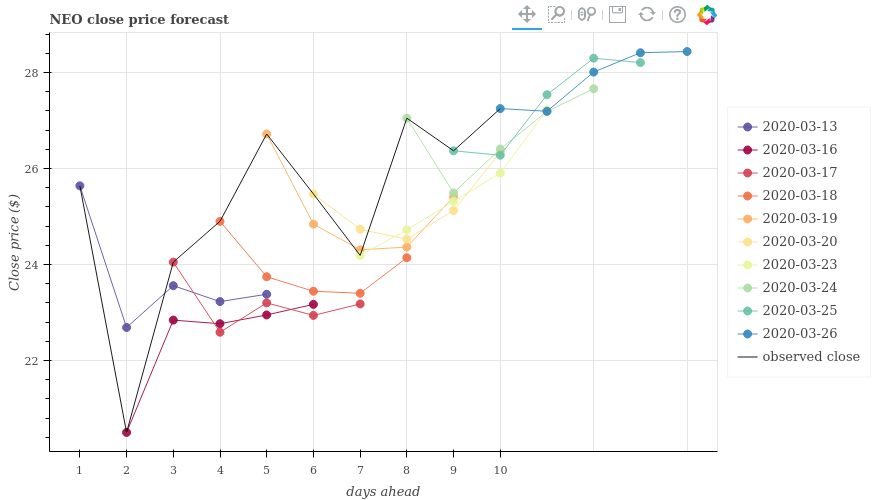 NEO close price forecast
Close price ($)
28
26
24
22
1 2 3 4 5 6 7 8 9 10
days ahead
2020-03-13
2020-03-16
2020-03-17
2020-03-18
2020-03-19
2020-03-20
2020-03-23
2020-03-24
2020-03-25
2020-03-26
observed close